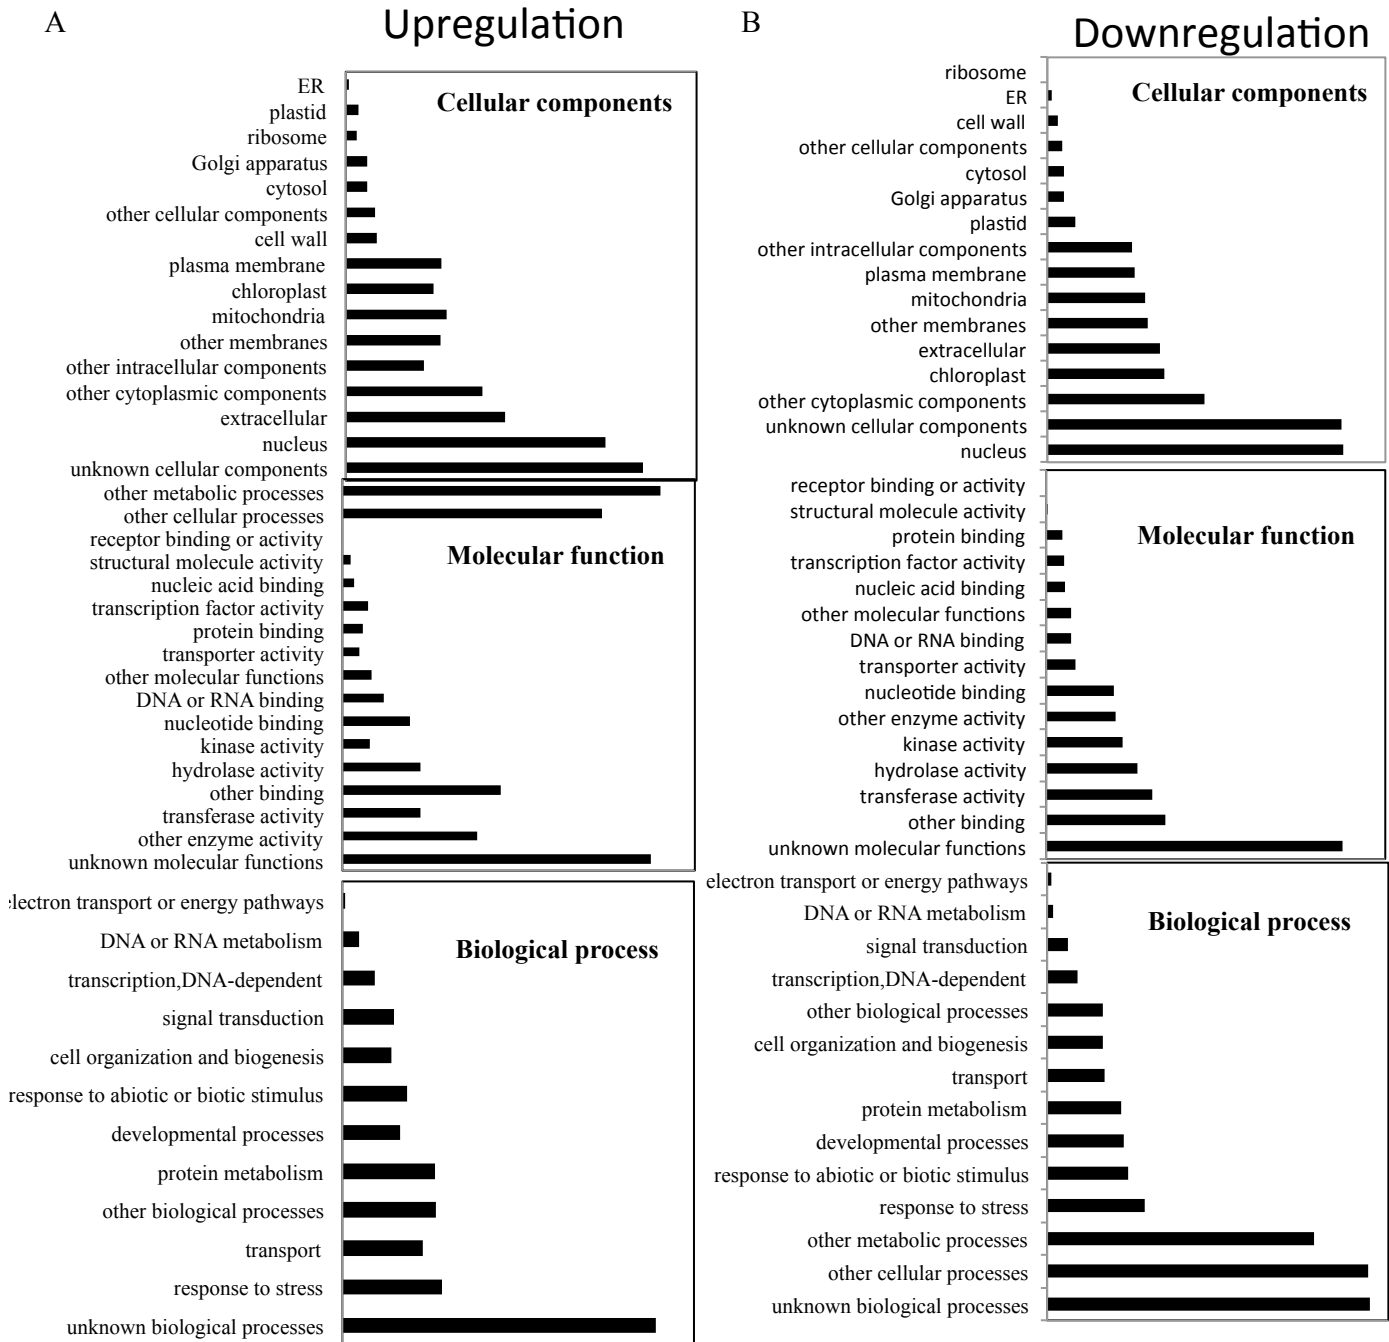 A
Upregulation
Cellular components
ER
plastid
ribosome
Golgi apparatus
cytosol
other cellular components
cell wall
plasma membrane
chloroplast
mitochondria
other membranes
other intracellular components
other cytoplasmic components
extracellular
nucleus
unknown cellular components
other metabolic processes
other cellular processes
receptor binding or activity
Molecular function
structural molecule activity
nucleic acid binding
transcription factor activity
protein binding
transporter activity
other molecular functions
DNA or RNA binding
nucleotide binding
kinase activity
hydrolase activity
other binding
transferase activity
other enzyme activity
unknown molecular functions
lectron transport or energy pathways
Biological process
DNA or RNA metabolism
transcription,DNA-dependent
signal transduction
cell organization and biogenesis
response to abiotic or biotic stimulus
developmental processes
protein metabolism
other biological processes
transport
response to stress
unknown biological processes
B
Downregulation
ribosome
Cellular components
ER
cell wall
other cellular components
cytosol
Golgi apparatus
plastid
other intracellular components
plasma membrane
mitochondria
other membranes
extracellular
chloroplast
other cytoplasmic components
unknown cellular components
nucleus
receptor binding or activity
structural molecule activity
Molecular function
protein binding
transcription factor activity
nucleic acid binding
other molecular functions
DNA or RNA binding
transporter activity
nucleotide binding
other enzyme activity
kinase activity
hydrolase activity
transferase activity
other binding
unknown molecular functions
electron transport or energy pathways
DNA or RNA metabolism
Biological process
signal transduction
transcription,DNA-dependent
other biological processes
cell organization and biogenesis
transport
protein metabolism
developmental processes
response to abiotic or biotic stimulus
response to stress
other metabolic processes
other cellular processes
unknown biological processes